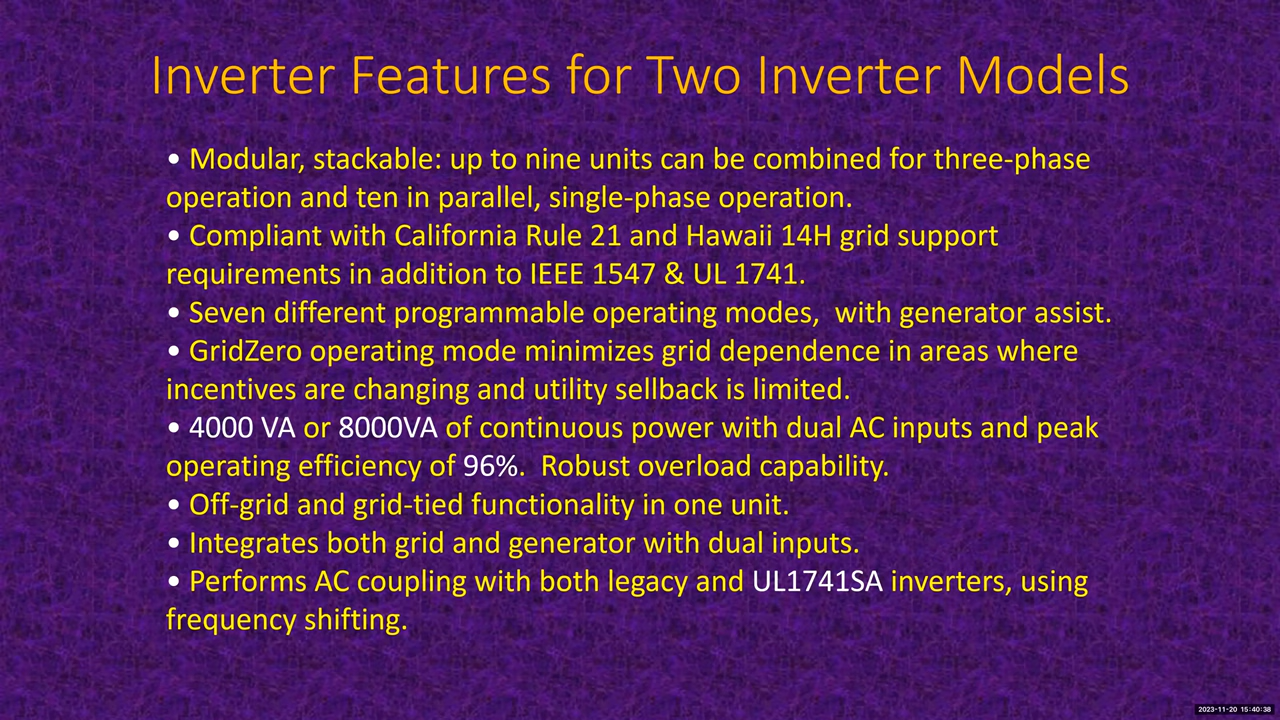 Inverter Features for Two Inverter Models
• Modular, stackable: up to nine units can be combined for three-phase
operation and ten in parallel, single-phase operation.
• Compliant with California Rule 21 and Hawaii 14H grid support
requirements in addition to IEEE 1547 & UL 1741.
• Seven different programmable operating modes,  with generator assist.
• GridZero operating mode minimizes grid dependence in areas where
incentives are changing and utility sellback is limited.
• 4000 VA or 8000VA of continuous power with dual AC inputs and peak
operating efficiency of 96%.  Robust overload capability.
• Off-grid and grid-tied functionality in one unit.
• Integrates both grid and generator with dual inputs.
• Performs AC coupling with both legacy and UL1741SA inverters, using
frequency shifting.
2023-11-20 15:40:38